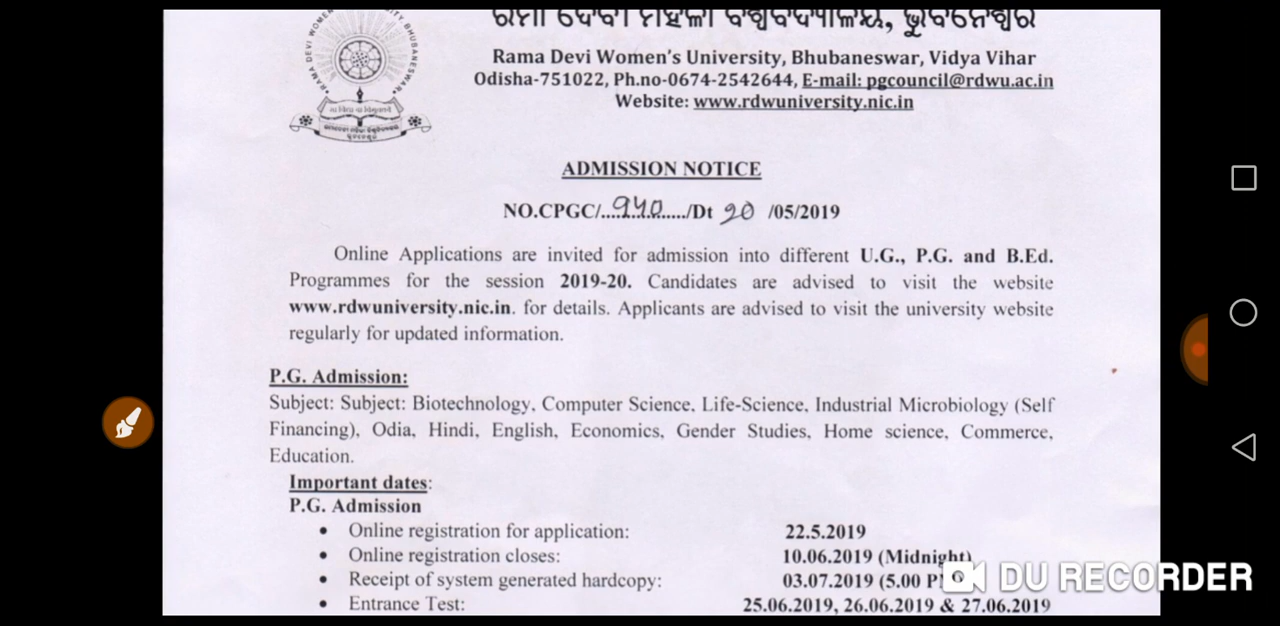 ରମା ଦେବୀ ମହିଳା ବିଶ୍ୱବିଦ୍ୟାଳୟ, ଭୁବନେଶ୍ୱର
Rama Devi Women's University, Bhubaneswar, Vidya Vihar
Odisha-751022, Ph.no-0674-2542644, E-mail: pgcouncil@rdwu.ac.in
Website: www.rdwuniversity.nic.in
ADMISSION NOTICE
NO.CPGC/....940....../Dt 20 /05/2019
Online Applications are invited for admission into different U.G., P.G. and B.Ed.
Programmes for the session 2019-20. Candidates are advised to visit the website
www.rdwuniversity.nic.in. for details. Applicants are advised to visit the university website
regularly for updated information.
P.G. Admission:
Subject: Subject: Biotechnology, Computer Science, Life-Science, Industrial Microbiology (Self
Financing), Odia, Hindi, English, Economics, Gender Studies, Home science, Commerce,
Education.
Important dates:
P.G. Admission
• Online registration for application: 22.5.2019
• Online registration closes: 10.06.2019 (Midnight)
• Receipt of system generated hardcopy: 03.07.2019 (5.00 P
• Entrance Test: 25.06.2019, 26.06.2019 & 27.06.2019
DU RECORDER